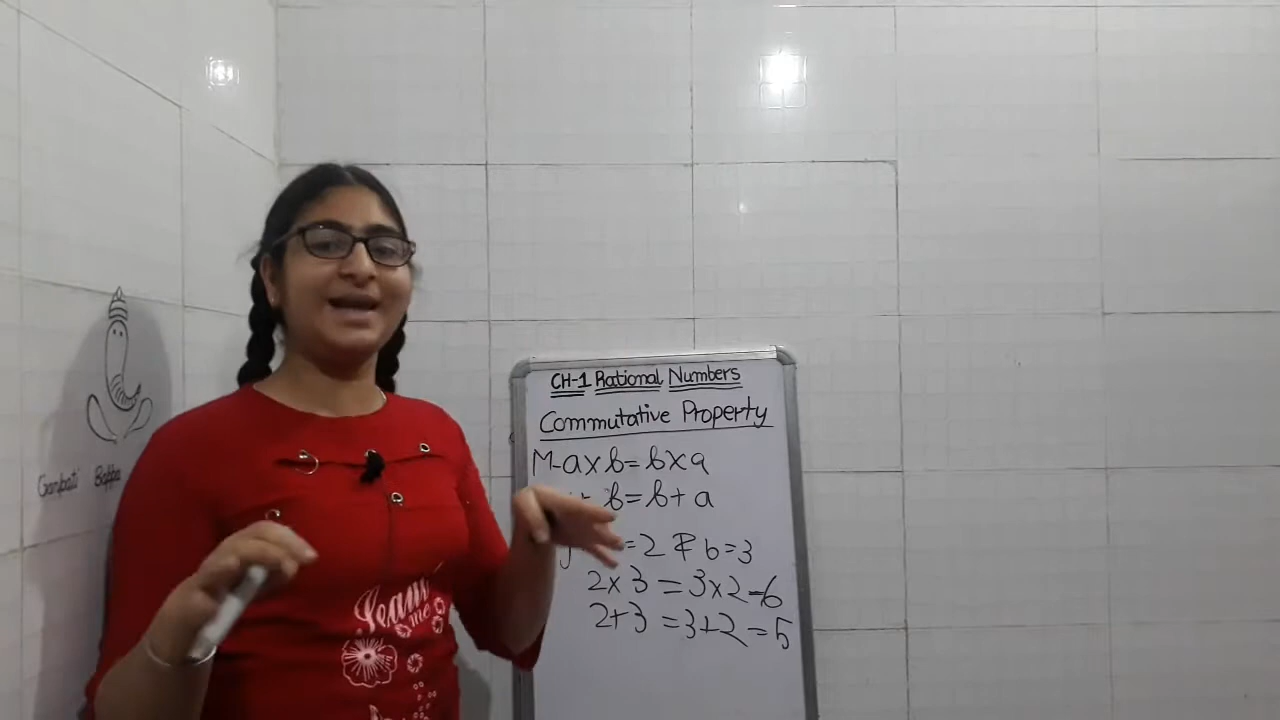 CH-1 Rational Numbers
Commutative Property
M-a×b=b×a
b=b+a
=2 & b=3
2×3=3×2=6
2+3=3+2=5
Ganpati Bappa
me